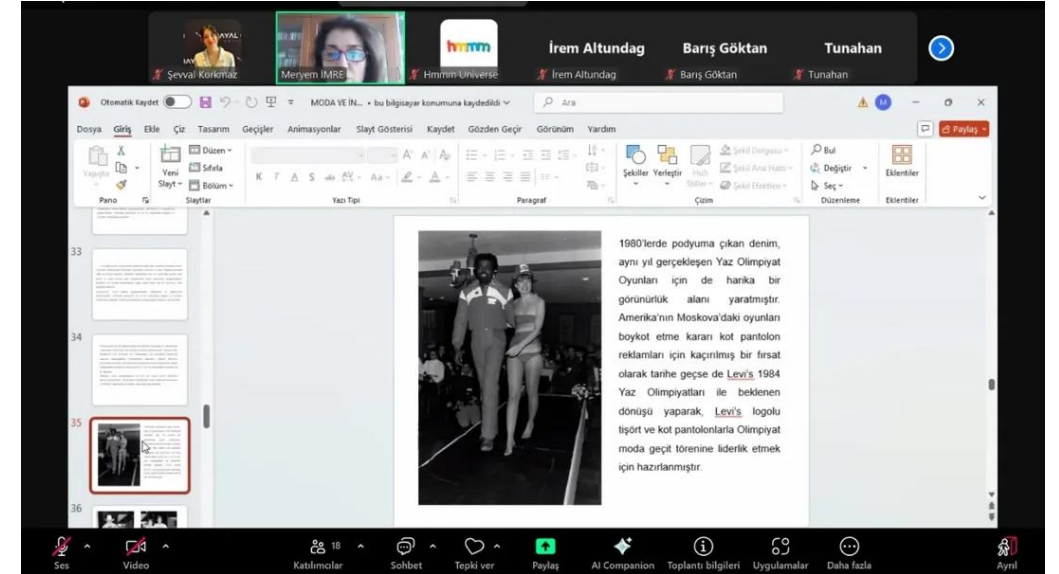 HAYAL
hmmm
İrem Altundag
Barış Göktan
Tunahan
Şevval Korkmaz
Meryem İMRE
Hmmm Universe
İrem Altundag
Barış Göktan
Tunahan
Otomatik Kaydet
MODA VE İN... • bu bilgisayar konumuna kaydedildi
Ara
M
Dosya Giriş Ekle Çiz Tasarım Geçişler Animasyonlar Slayt Gösterisi Kaydet Gözden Geçir Görünüm Yardım
Paylaş
Yapıştır
Yeni Slayt
Düzen
Sıfırla
Bölüm
K T A S ab AV Aa A
Şekiller Yerleştir Hızlı Stiller
Şekil Dolgusu
Şekil Ana Hattı
Şekil Efektleri
Bul
Değiştir
Seç
Eklentiler
Pano Slaytlar Yazı Tipi Paragraf Çizim Düzenleme Eklentiler
33
34
35
36
1980'lerde podyuma çıkan denim,
aynı yıl gerçekleşen Yaz Olimpiyat
Oyunları için de harika bir
görünürlük alanı yaratmıştır.
Amerika'nın Moskova'daki oyunları
boykot etme kararı kot pantolon
reklamları için kaçırılmış bir fırsat
olarak tarihe geçse de Levi's 1984
Yaz Olimpiyatları ile beklenen
dönüşü yaparak, Levi's logolu
tişört ve kot pantolonlarla Olimpiyat
moda geçit törenine liderlik etmek
için hazırlanmıştır.
Ses
Video
18
Katılımcılar
Sohbet
Tepki ver
Paylaş
AI Companion
Toplantı bilgileri
Uygulamalar
Daha fazla
Ayrıl